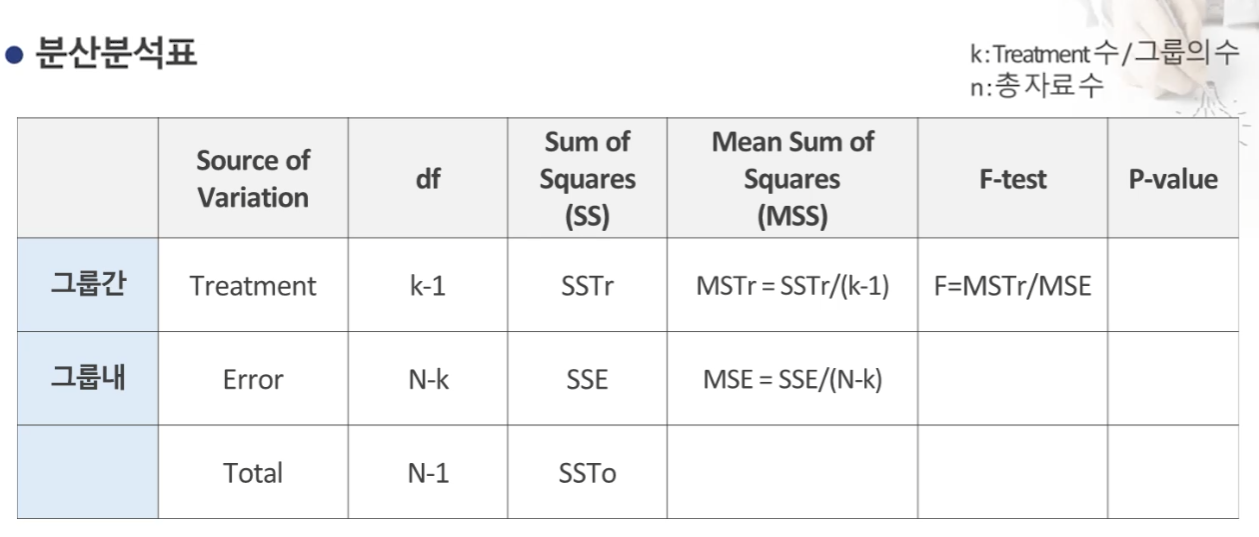 ● 분산분석표
k:Treatment수/그룹의수
n:총자료수
Source of Variation df Sum of Squares (SS) Mean Sum of Squares (MSS) F-test P-value
그룹간 Treatment k-1 SSTr MSTr = SSTr/(k-1) F=MSTr/MSE
그룹내 Error N-k SSE MSE = SSE/(N-k)
Total N-1 SSTo